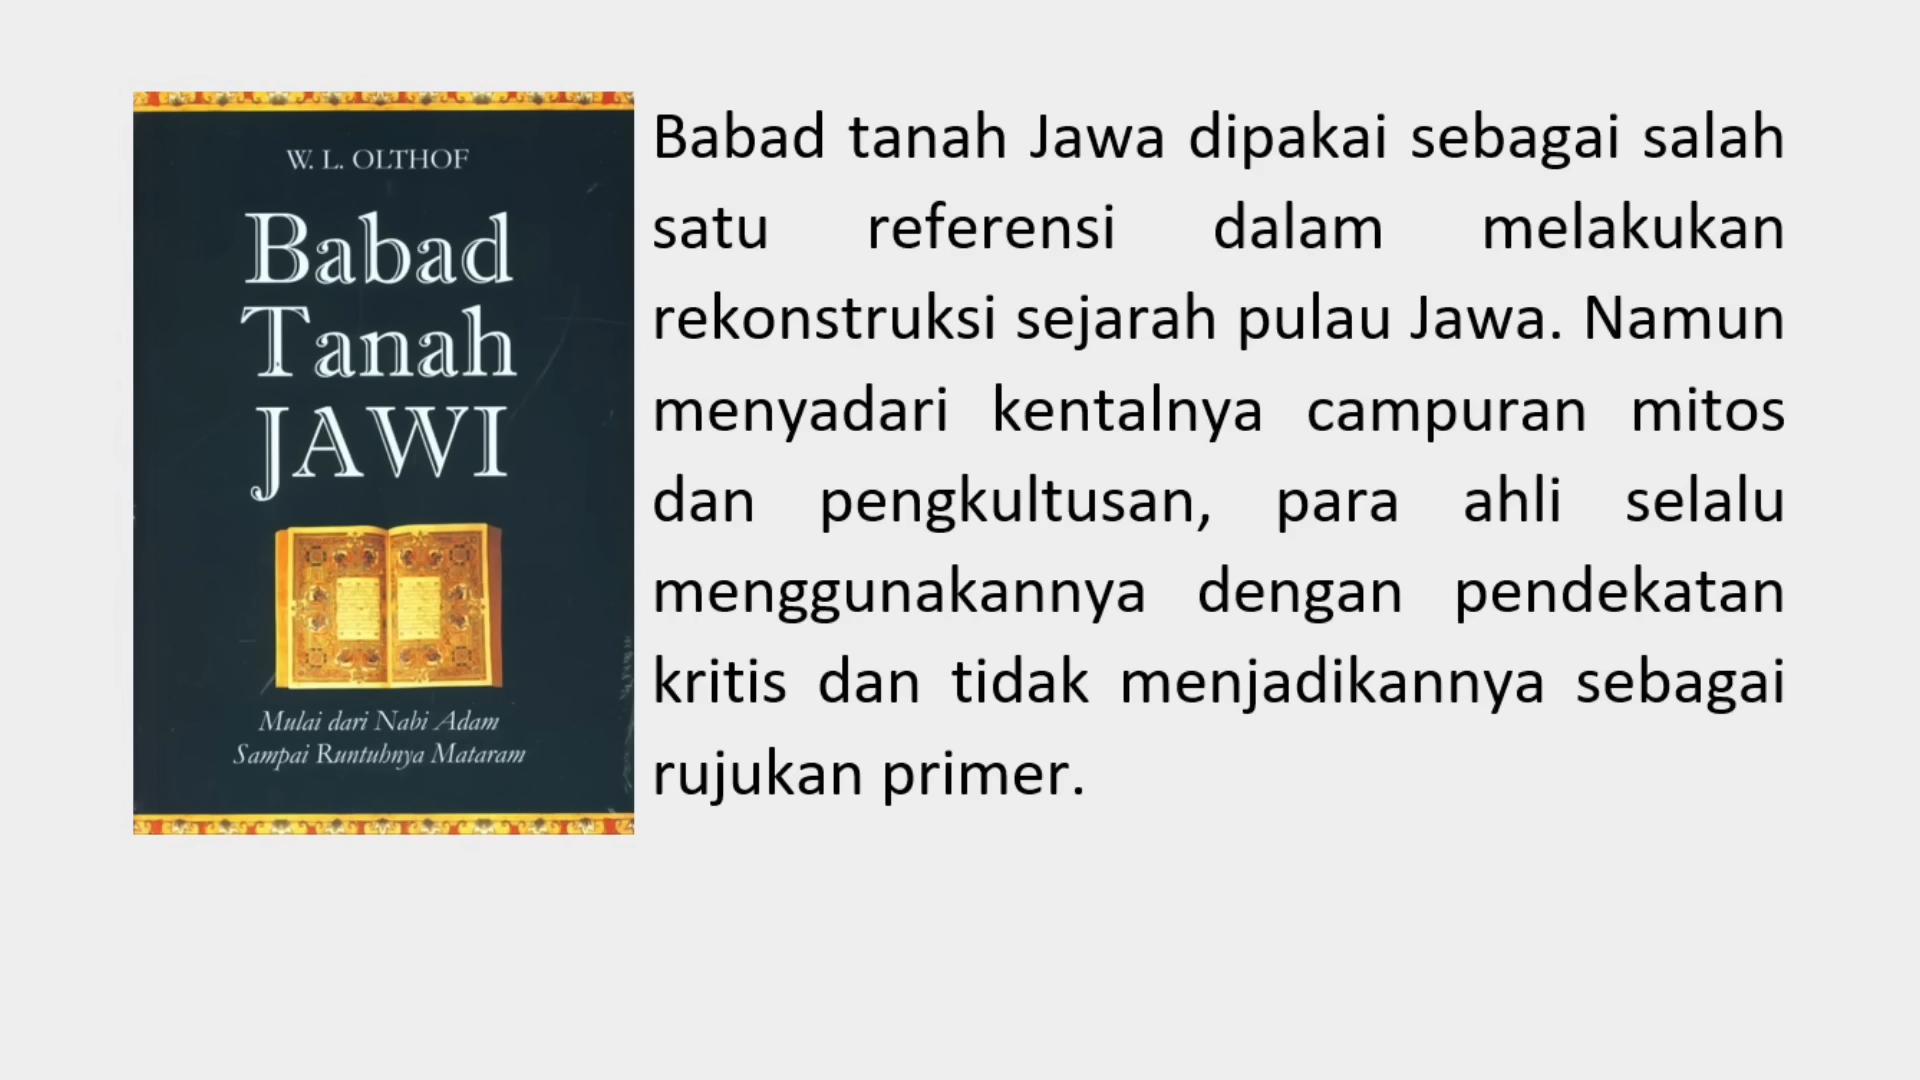 W. L. OLTHOF
Babad
Tanah
JAWI
Mulai dari Nabi Adam
Sampai Runtuhnya Mataram
Babad tanah Jawa dipakai sebagai salah
satu referensi dalam melakukan
rekonstruksi sejarah pulau Jawa. Namun
menyadari kentalnya campuran mitos
dan pengkultusan, para ahli selalu
menggunakannya dengan pendekatan
kritis dan tidak menjadikannya sebagai
rujukan primer.